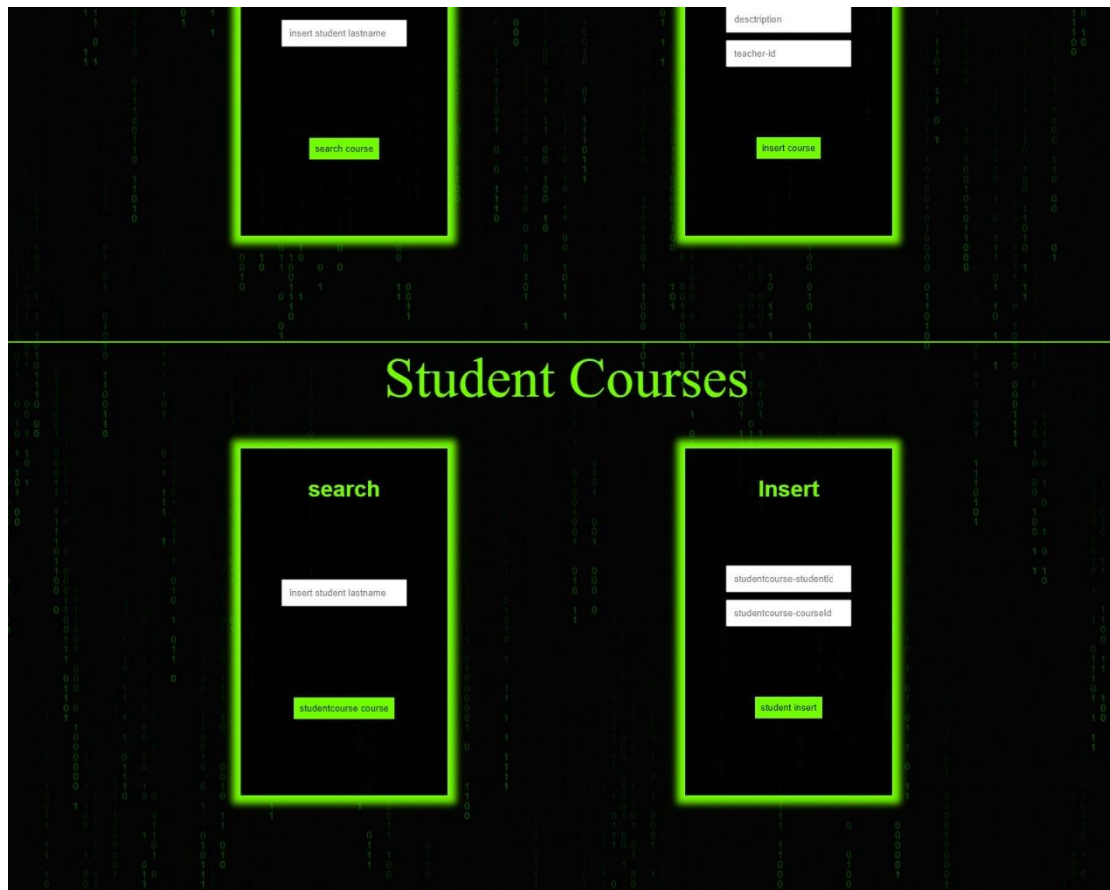 insert student lastname
desctription
teacher-id
search course
insert course
Student Courses
search
Insert
insert student lastname
studentcourse-studentId
studentcourse-courseId
studentcourse course
student insert